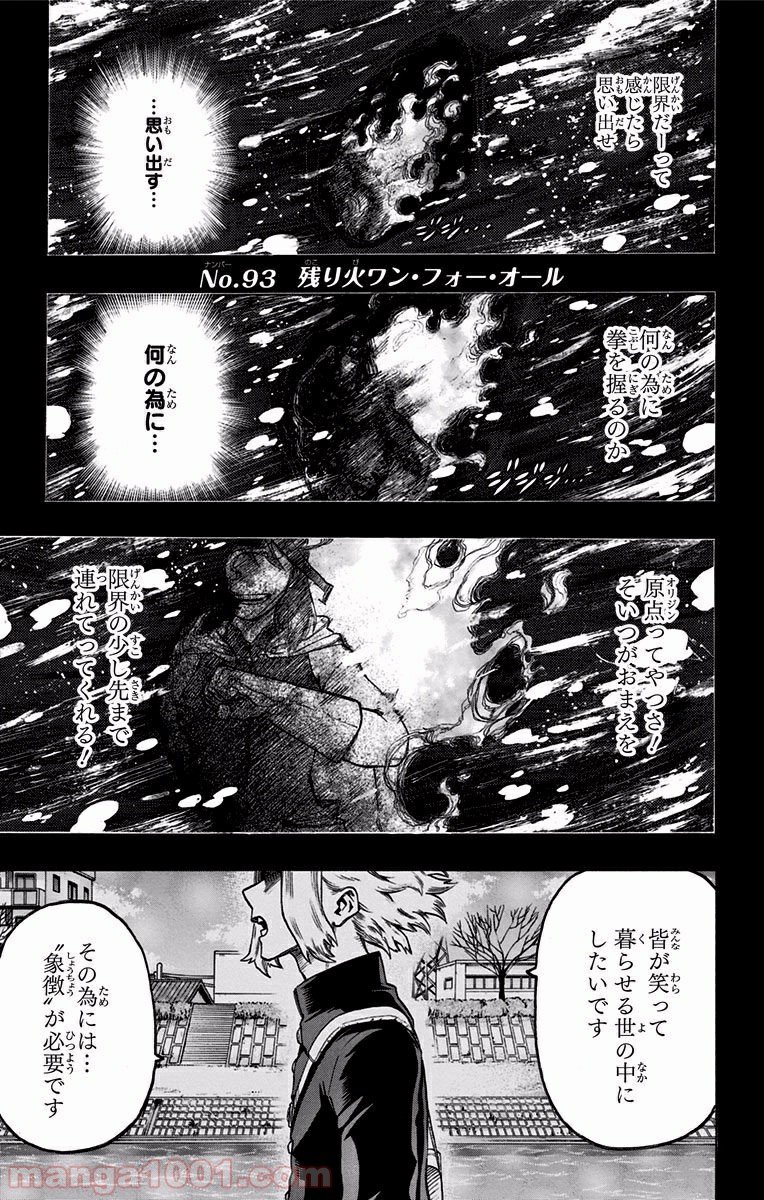 限界だーって
感じたら
思い出せ
…思い出す…
No.93 残り火ワン・フォー・オール
何の為に
拳を握るのか
何の為に…
原点ってやつさ!
そいつがおまえを
限界の少し先まで
連れてってくれる!
皆が笑って
暮らせる世の中に
したいです
その為には…
〝象徴〟が必要です
manga1001.com